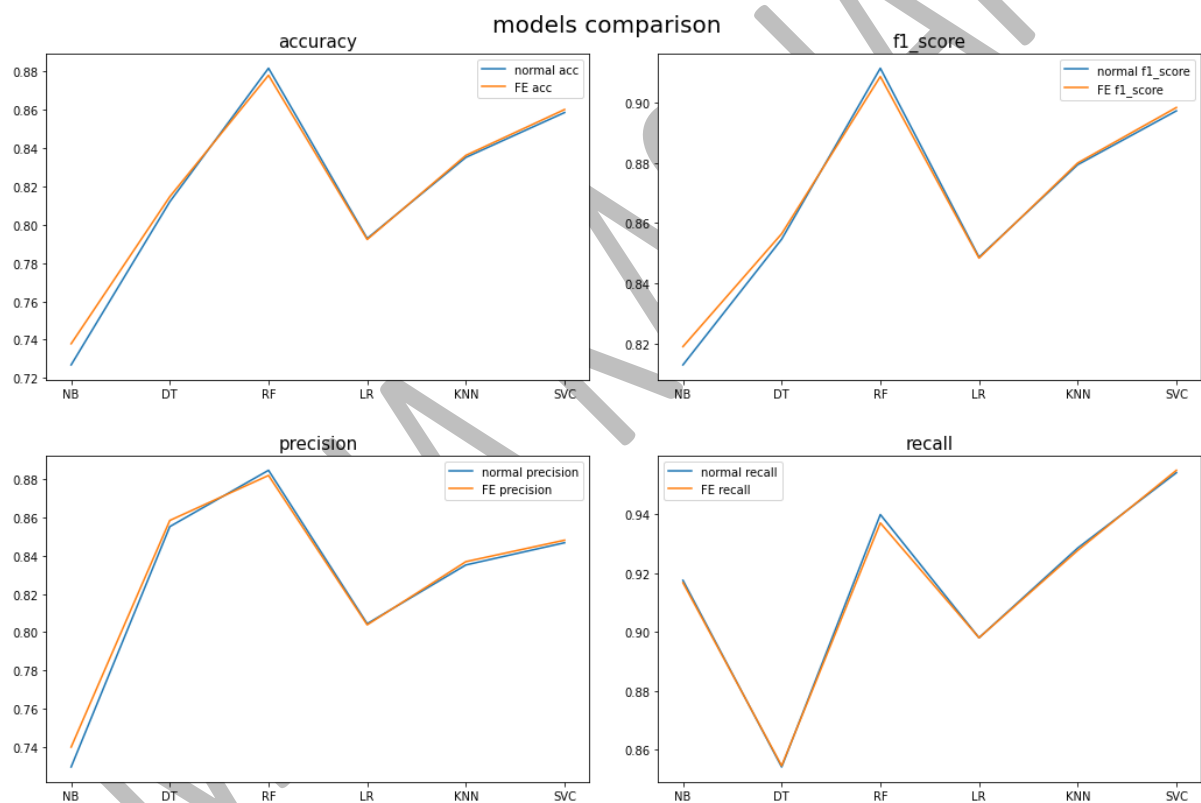 models comparison
accuracy
normal acc
FE acc
0.88
0.86
0.84
0.82
0.80
0.78
0.76
0.74
0.72
NB DT RF LR KNN SVC
f1_score
normal f1_score
FE f1_score
0.90
0.88
0.86
0.84
0.82
NB DT RF LR KNN SVC
precision
normal precision
FE precision
0.88
0.86
0.84
0.82
0.80
0.78
0.76
0.74
NB DT RF LR KNN SVC
recall
normal recall
FE recall
0.94
0.92
0.90
0.88
0.86
NB DT RF LR KNN SVC